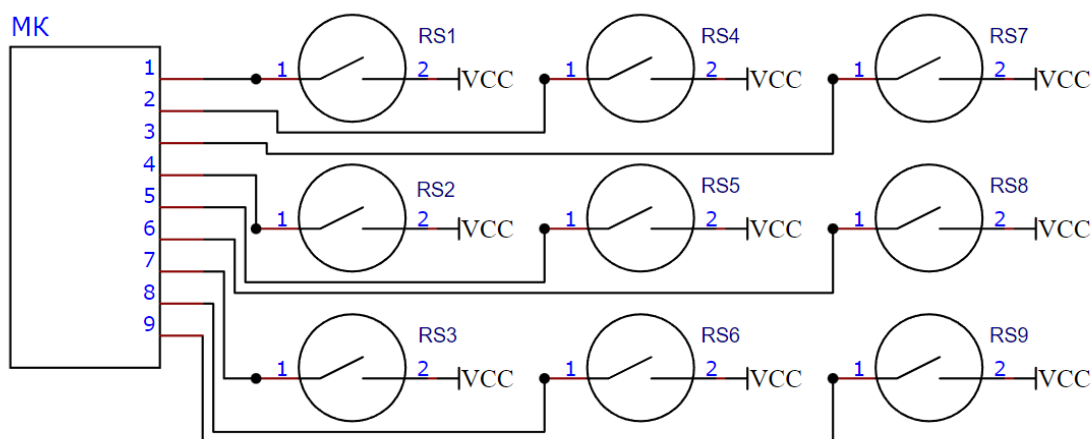 МК
1
2
3
4
5
6
7
8
9
1 RS1 2 VCC
1 RS4 2 VCC
1 RS7 2 VCC
1 RS2 2 VCC
1 RS5 2 VCC
1 RS8 2 VCC
1 RS3 2 VCC
1 RS6 2 VCC
1 RS9 2 VCC